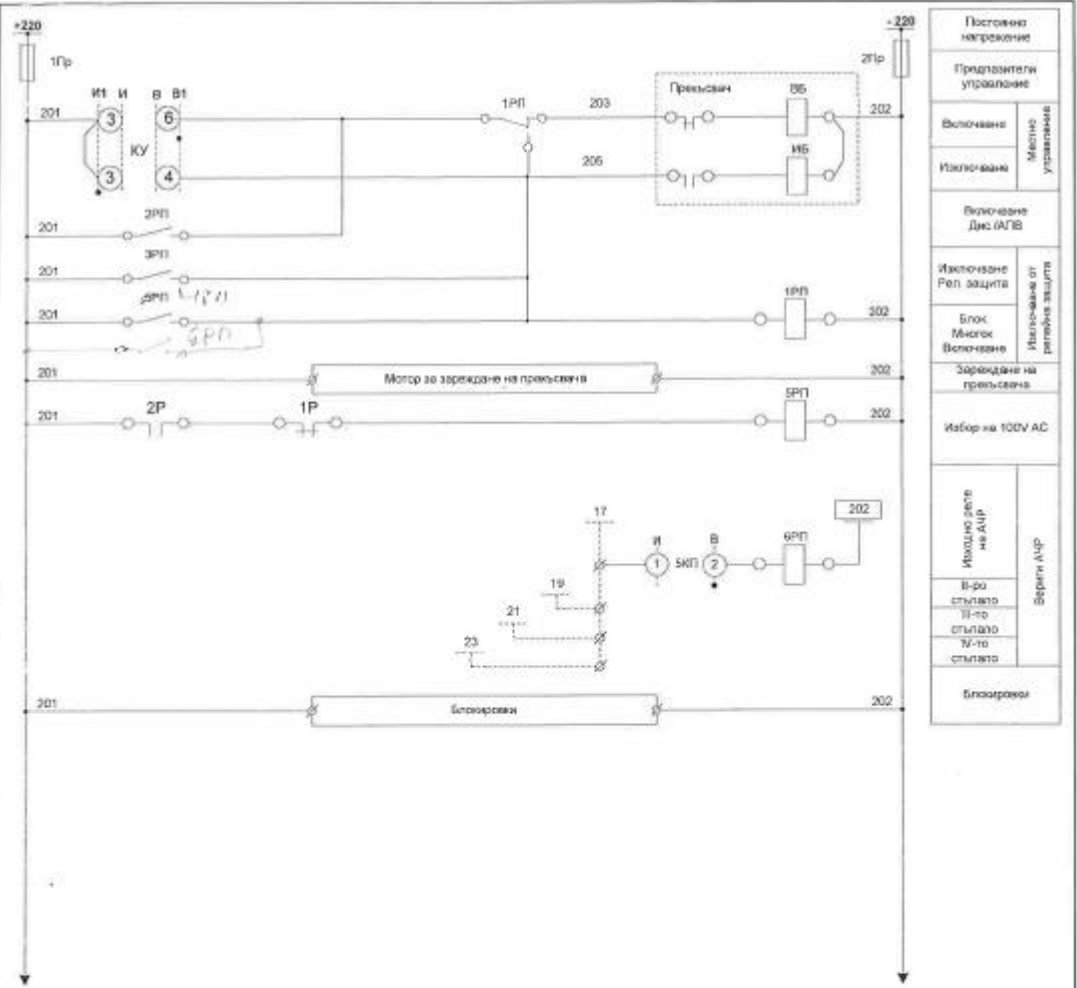 +220
- 220
1Пр
2Пр
Постоянно напрежение
Предпазители управление
201
И1 И
В В1
3
6
КУ
3
4
1РП
203
205
Прекъсвач
ВБ
ИБ
202
Включване
Изключване
Местно управление
201
2РП
Включване Дис./АПВ
201
3РП
Изключване Рел. защита
201
1РП
202
Блок. Многок. Включване
Изключване от релейна защита
6РП
201
Мотор за зареждане на прекъсвача
202
Зареждане на прекъсвача
201
2Р
1Р
5РП
202
Избор на 100V AC
17
19
21
23
И
1
5КП
В
2
6РП
202
Изходно реле на АЧР
II-ро стъпало
III-то стъпало
IV-то стъпало
Вериги АЧР
201
Блокировки
202
Блокировки